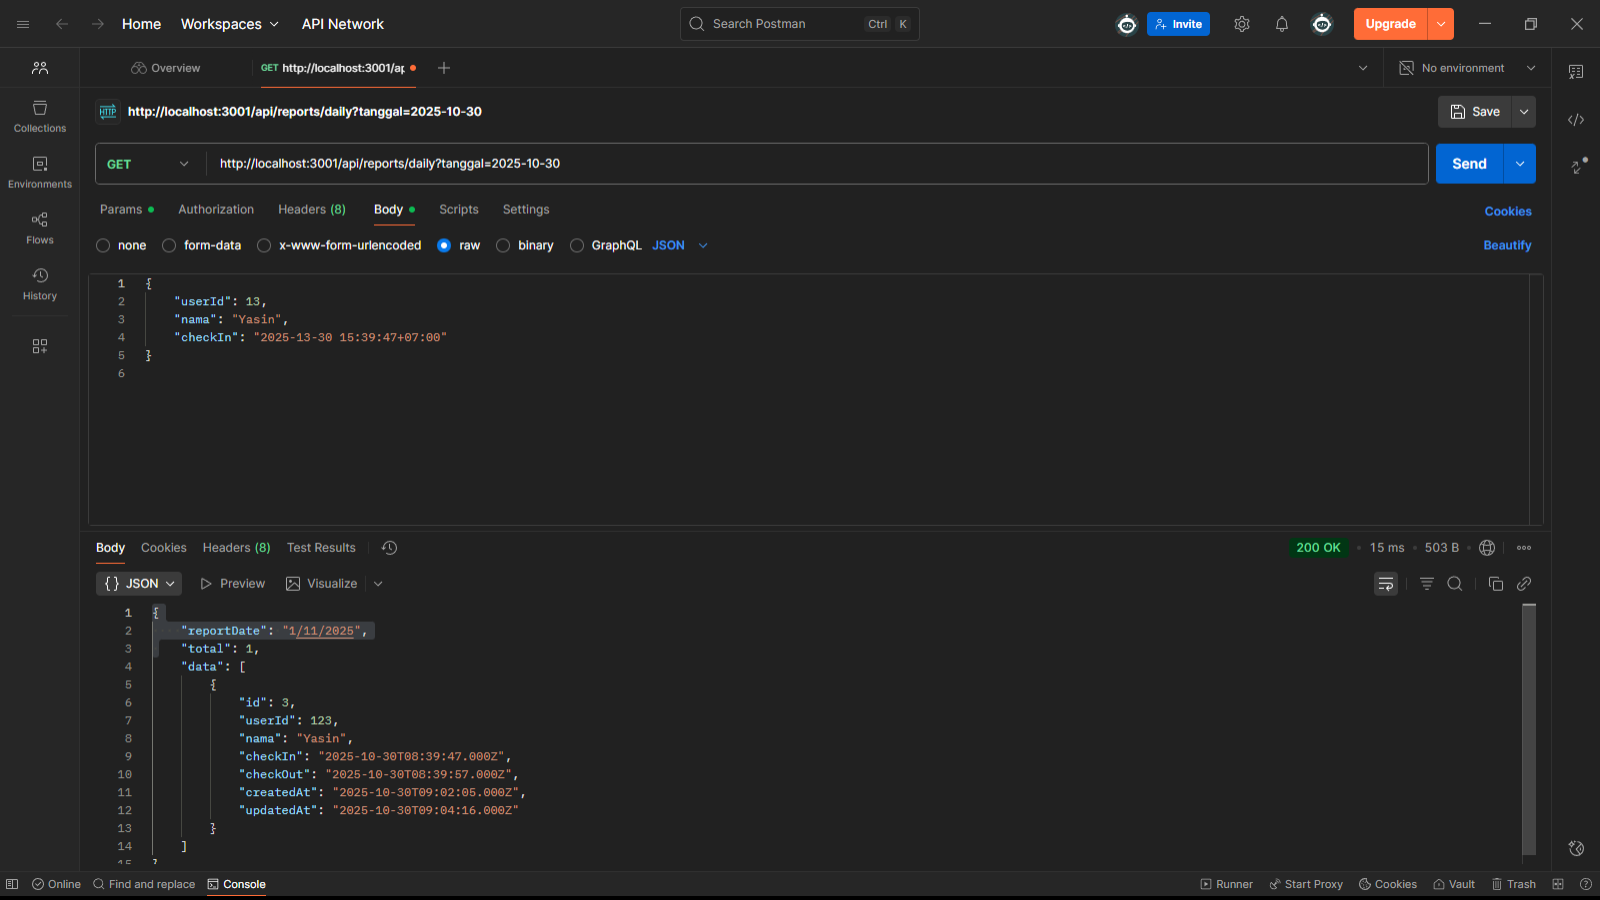 Home Workspaces API Network Search Postman Ctrl K Invite Upgrade
Overview GET http://localhost:3001/ap No environment
HTTP http://localhost:3001/api/reports/daily?tanggal=2025-10-30 Save
GET http://localhost:3001/api/reports/daily?tanggal=2025-10-30 Send
Collections
Environments
Flows
History
Params Authorization Headers (8) Body Scripts Settings Cookies
none form-data x-www-form-urlencoded raw binary GraphQL JSON Beautify
1 {
2 "userId": 13,
3 "nama": "Yasin",
4 "checkIn": "2025-13-30 15:39:47+07:00"
5 }
6
Body Cookies Headers (8) Test Results 200 OK 15 ms 503 B
{} JSON Preview Visualize
1 {
2 "reportDate": "1/11/2025",
3 "total": 1,
4 "data": [
5 {
6 "id": 3,
7 "userId": 123,
8 "nama": "Yasin",
9 "checkIn": "2025-10-30T08:39:47.000Z",
10 "checkOut": "2025-10-30T08:39:57.000Z",
11 "createdAt": "2025-10-30T09:02:05.000Z",
12 "updatedAt": "2025-10-30T09:04:16.000Z"
13 }
14 ]
15 }
Online Find and replace Console Runner Start Proxy Cookies Vault Trash